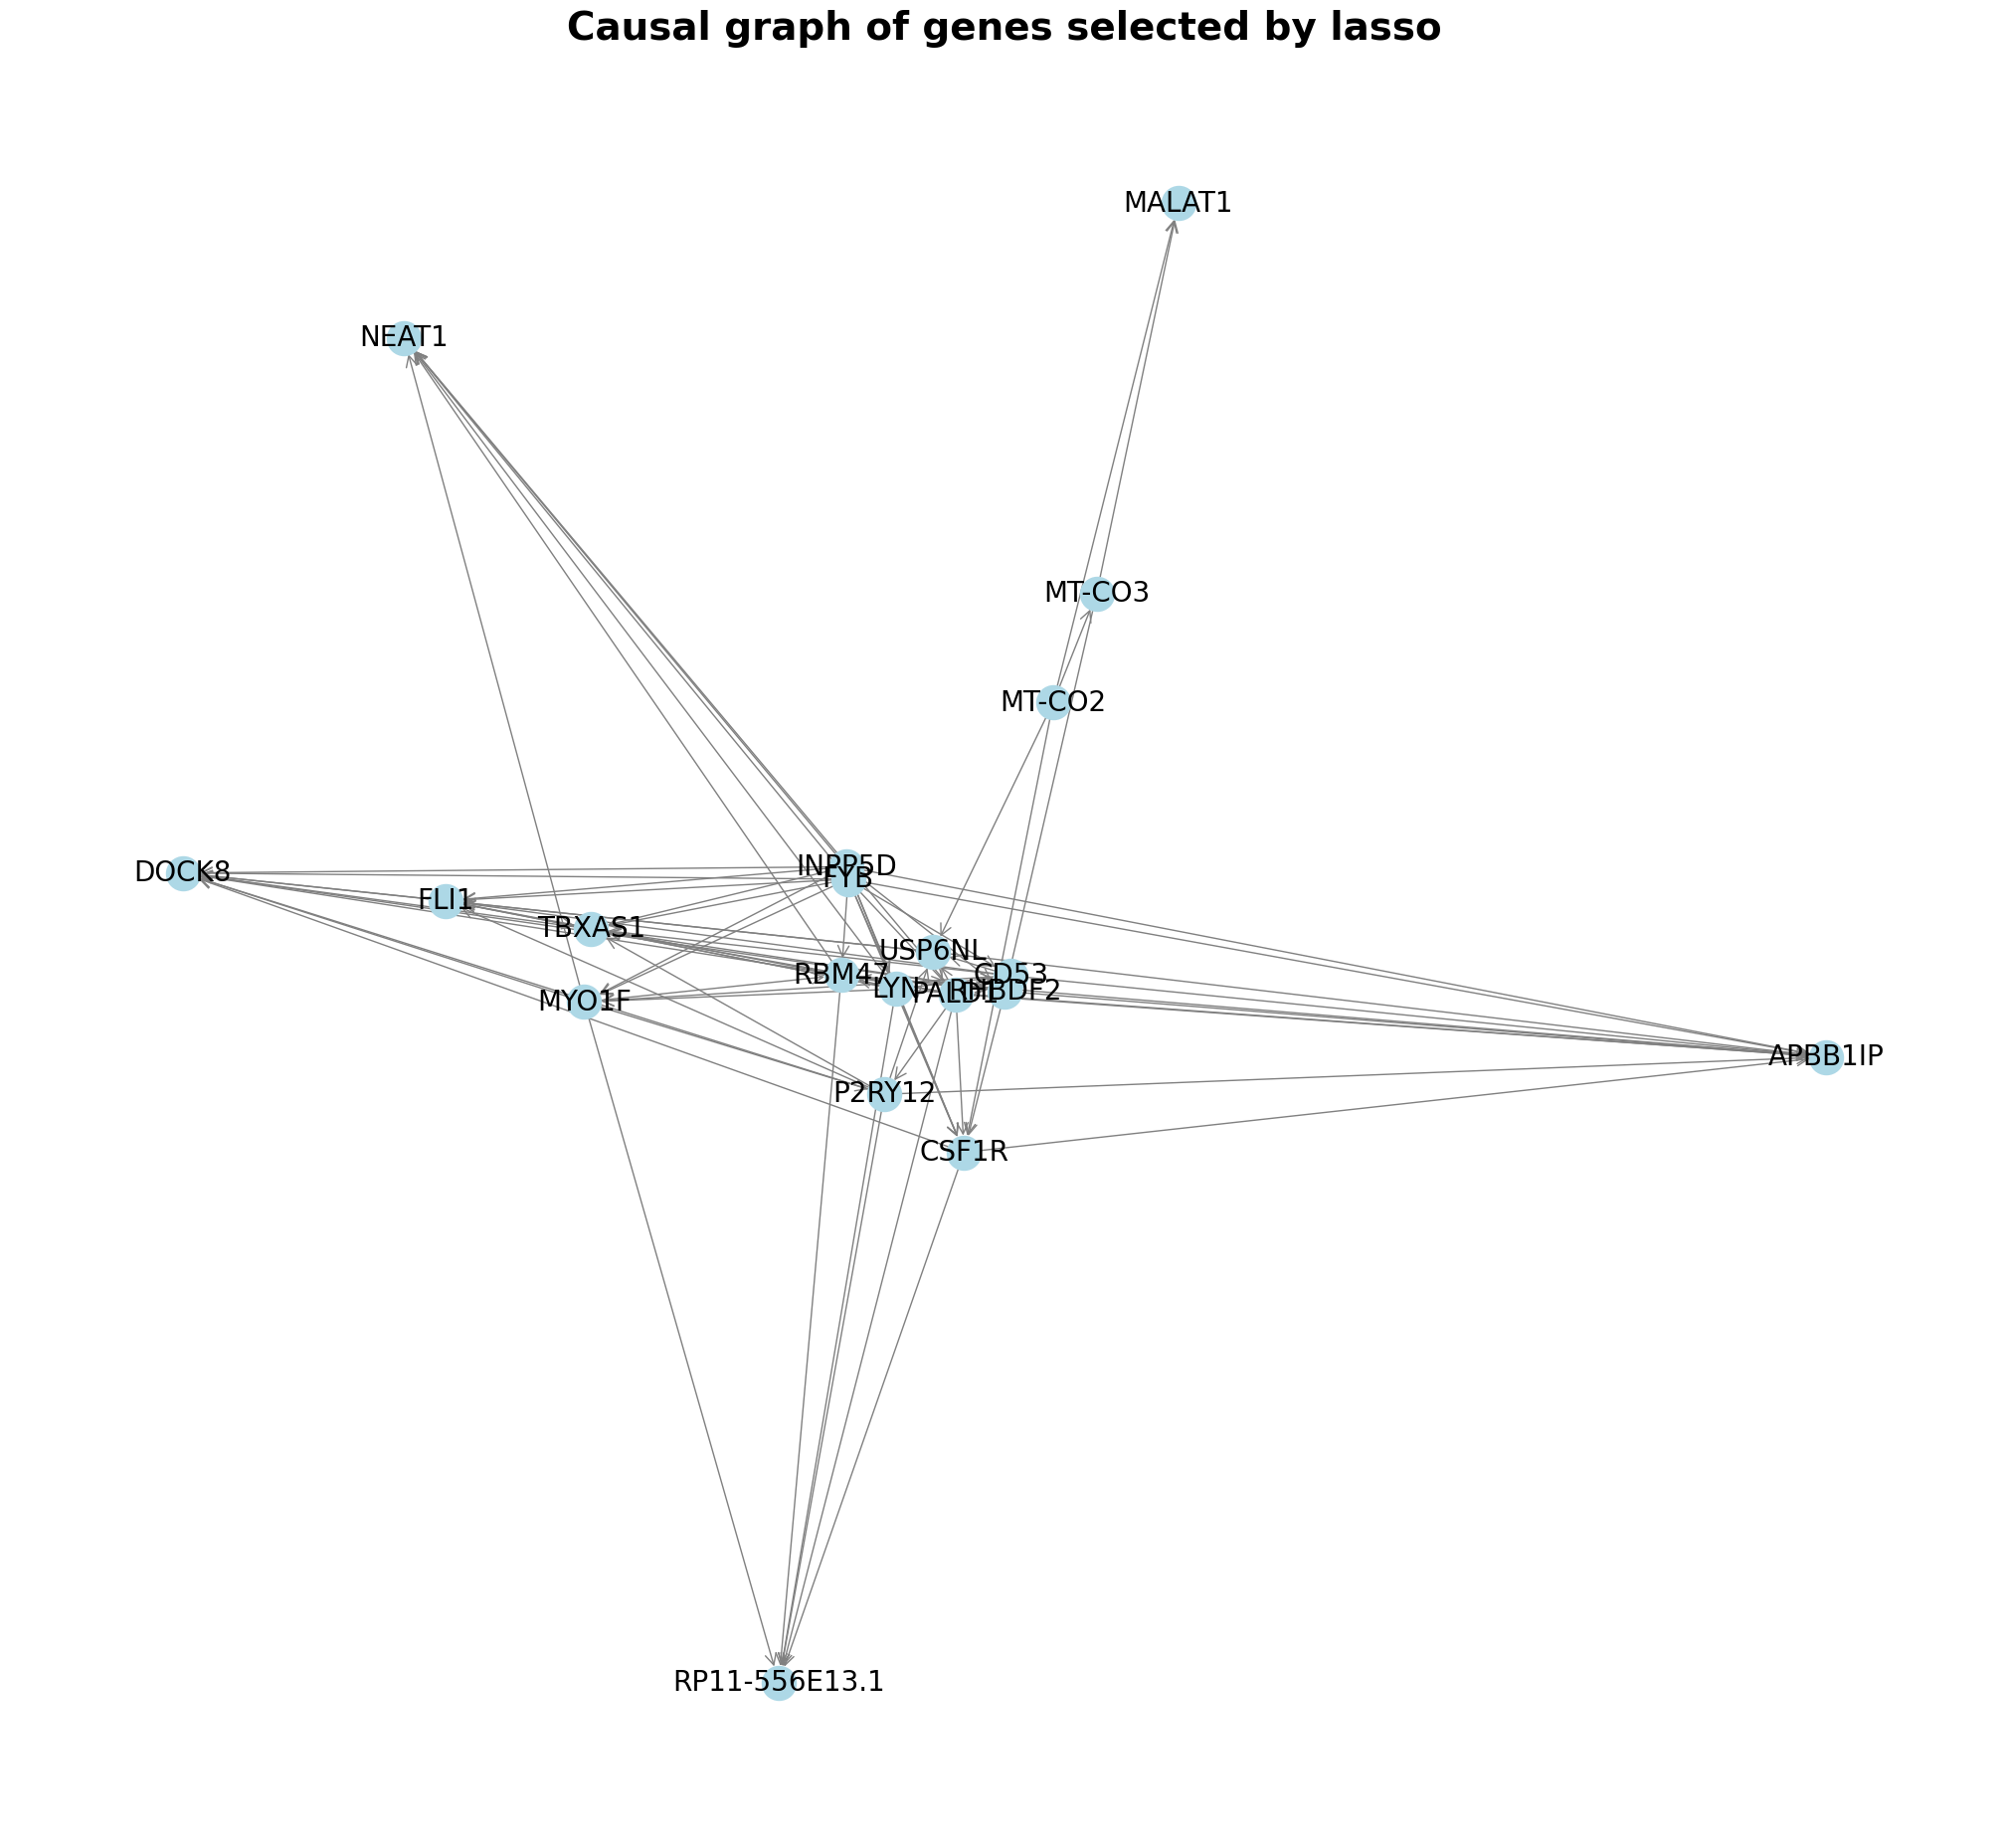 Causal graph of genes selected by lasso
MALAT1
NEAT1
MT-CO3
MT-CO2
INPP5D
DOCK8
FYB
FLI1
TBXAS1
USP6NL
RBM47
CD53
LYN
PALD1
RHBDF2
MYO1F
APBB1IP
P2RY12
CSF1R
RP11-556E13.1